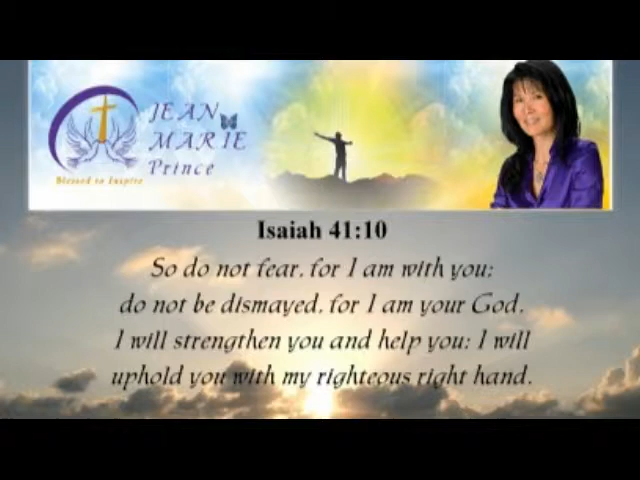 JEAN
MARIE
Prince
Blessed to Inspire
Isaiah 41:10
So do not fear, for I am with you;
do not be dismayed, for I am your God.
I will strengthen you and help you; I will
uphold you with my righteous right hand.